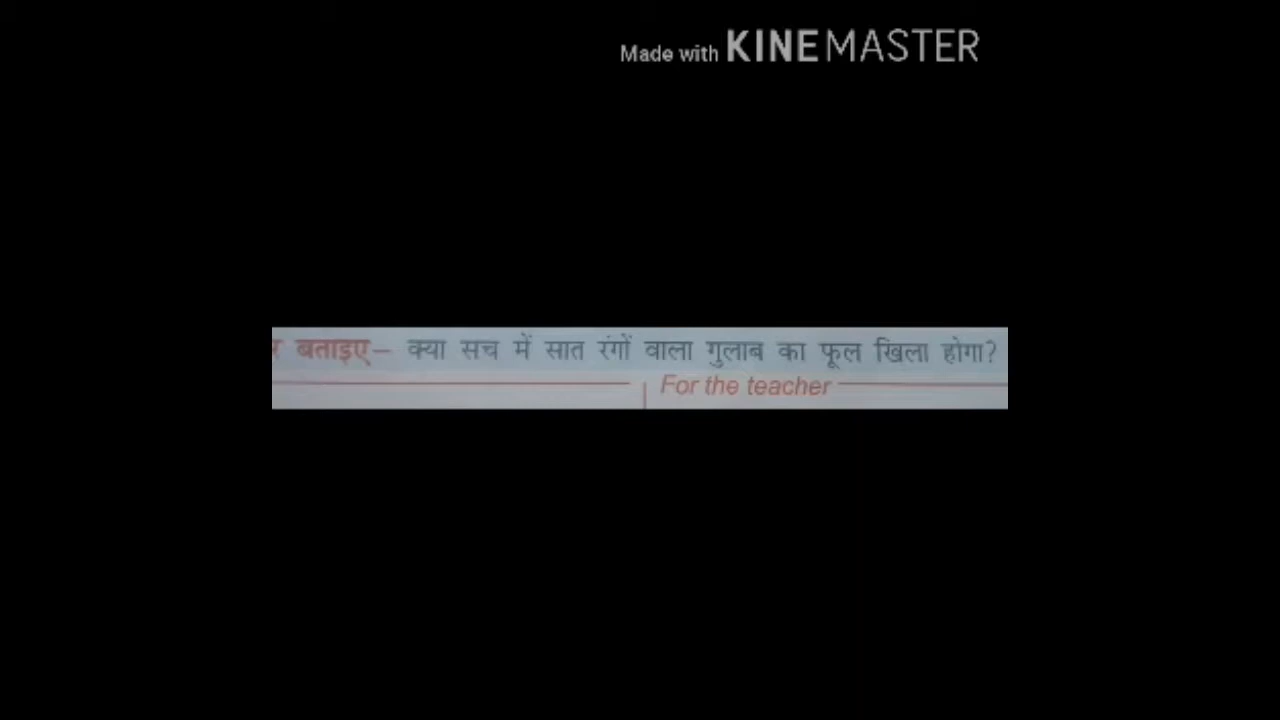 Made with KINEMASTER
बताइए– क्या सच में सात रंगों वाला गुलाब का फूल खिला होगा?
For the teacher